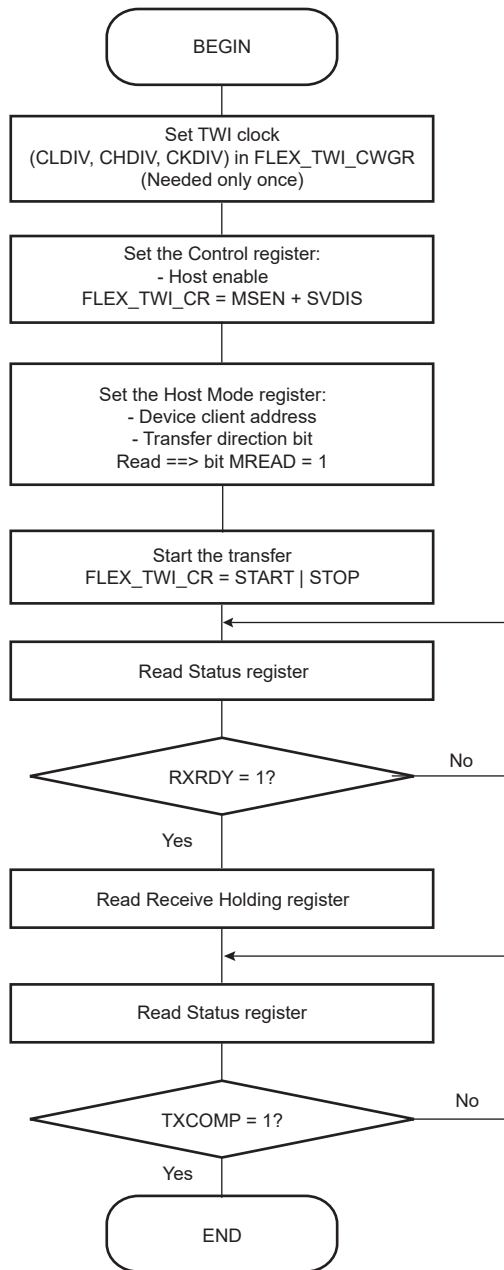 BEGIN
Set TWI clock
(CLDIV, CHDIV, CKDIV) in FLEX_TWI_CWGR
(Needed only once)
Set the Control register:
- Host enable
FLEX_TWI_CR = MSEN + SVDIS
Set the Host Mode register:
- Device client address
- Transfer direction bit
Read ==> bit MREAD = 1
Start the transfer
FLEX_TWI_CR = START | STOP
Read Status register
RXRDY = 1?
No
Yes
Read Receive Holding register
Read Status register
TXCOMP = 1?
No
Yes
END